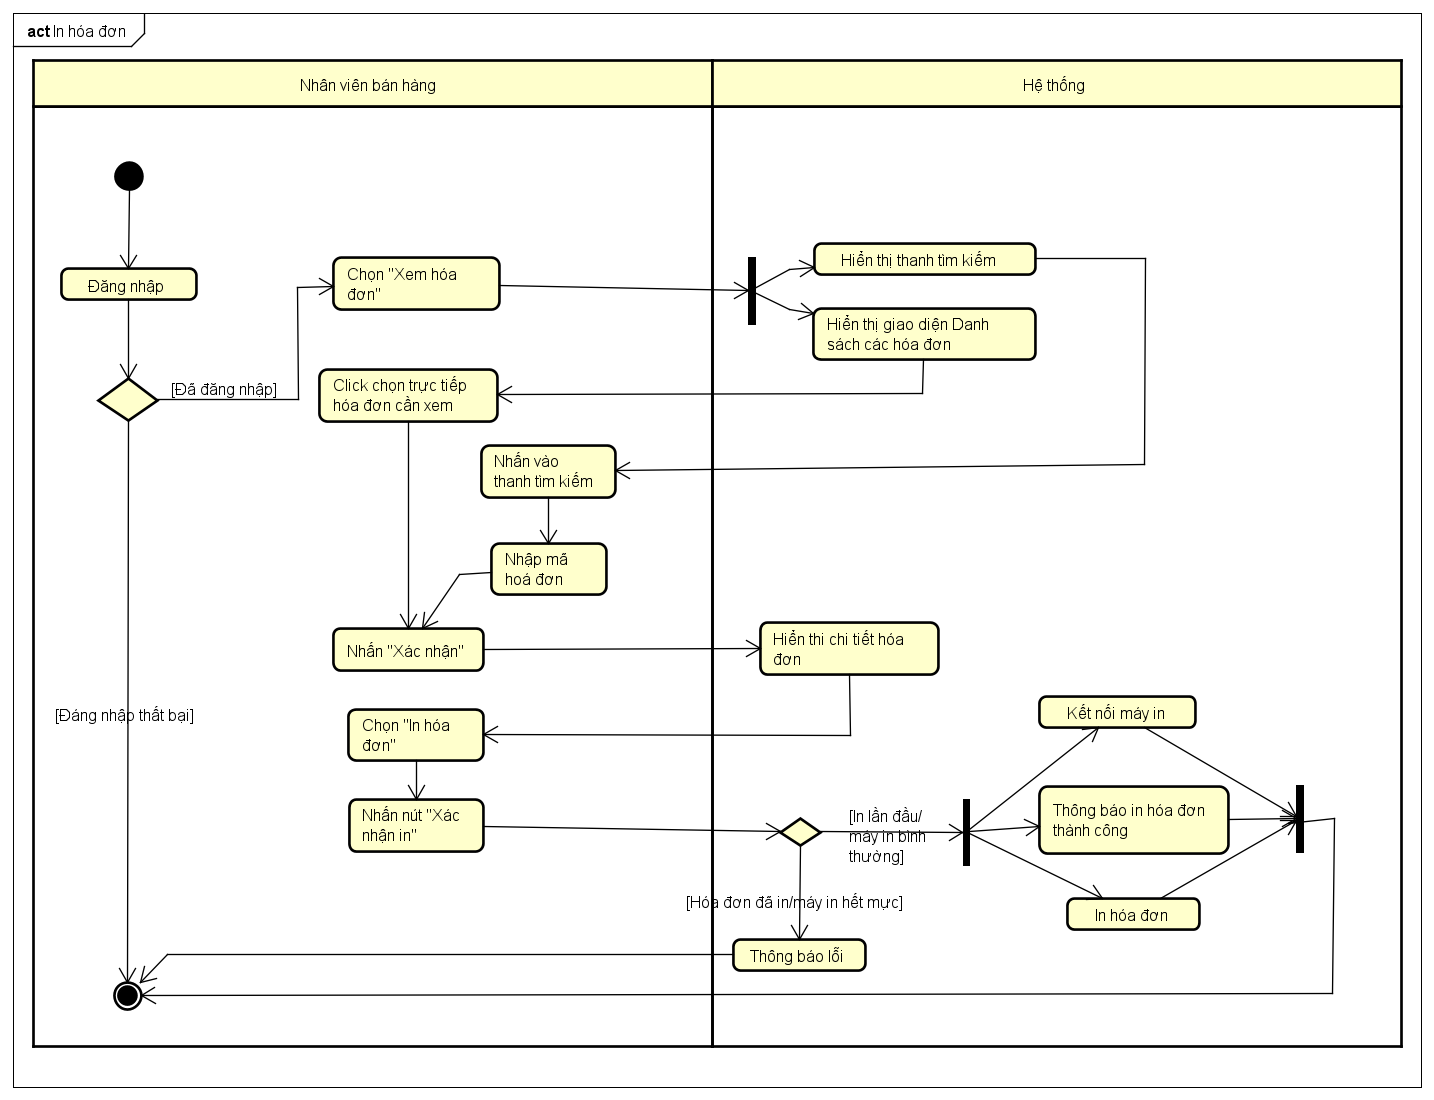 act In hóa đơn
Nhân viên bán hàng
Hệ thống
Đăng nhập
[Đã đăng nhập]
Chọn "Xem hóa
đơn"
Hiển thị thanh tìm kiếm
Hiển thị giao diện Danh
sách các hóa đơn
Click chọn trực tiếp
hóa đơn cần xem
Nhấn vào
thanh tìm kiếm
Nhập mã
hoá đơn
Nhấn "Xác nhận"
Hiển thi chi tiết hóa
đơn
[Đáng nhập thất bại]
Chọn "In hóa
đơn"
Nhấn nút "Xác
nhận in"
[In lần đầu/
máy in bình
thường]
Kết nối máy in
Thông báo in hóa đơn
thành công
In hóa đơn
[Hóa đơn đã in/máy in hết mực]
Thông báo lỗi